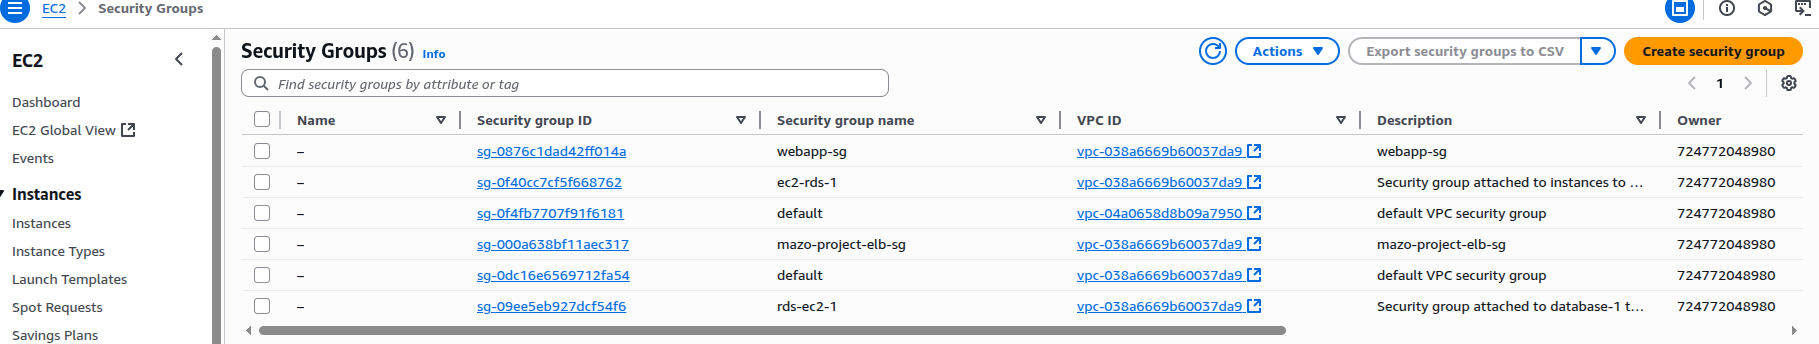 EC2 > Security Groups
EC2
Dashboard
EC2 Global View
Events
Instances
Instances
Instance Types
Launch Templates
Spot Requests
Savings Plans
Security Groups (6) Info
Actions
Export security groups to CSV
Create security group
Find security groups by attribute or tag
1
Name Security group ID Security group name VPC ID Description Owner
– sg-0876c1dad42ff014a webapp-sg vpc-038a6669b60037da9 webapp-sg 724772048980
– sg-0f40cc7cf5f668762 ec2-rds-1 vpc-038a6669b60037da9 Security group attached to instances to ... 724772048980
– sg-0f4fb7707f91f6181 default vpc-04a0658d8b09a7950 default VPC security group 724772048980
– sg-000a638bf11aec317 mazo-project-elb-sg vpc-038a6669b60037da9 mazo-project-elb-sg 724772048980
– sg-0dc16e6569712fa54 default vpc-038a6669b60037da9 default VPC security group 724772048980
– sg-09ee5eb927dcf54f6 rds-ec2-1 vpc-038a6669b60037da9 Security group attached to database-1 t... 724772048980